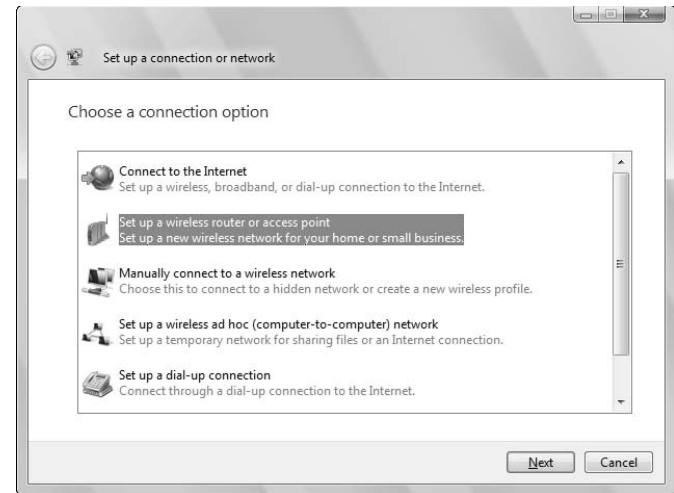 Set up a connection or network
Choose a connection option
Connect to the Internet
Set up a wireless, broadband, or dial-up connection to the Internet.
Set up a wireless router or access point
Set up a new wireless network for your home or small business.
Manually connect to a wireless network
Choose this to connect to a hidden network or create a new wireless profile.
Set up a wireless ad hoc (computer-to-computer) network
Set up a temporary network for sharing files or an Internet connection.
Set up a dial-up connection
Connect through a dial-up connection to the Internet.
Next Cancel